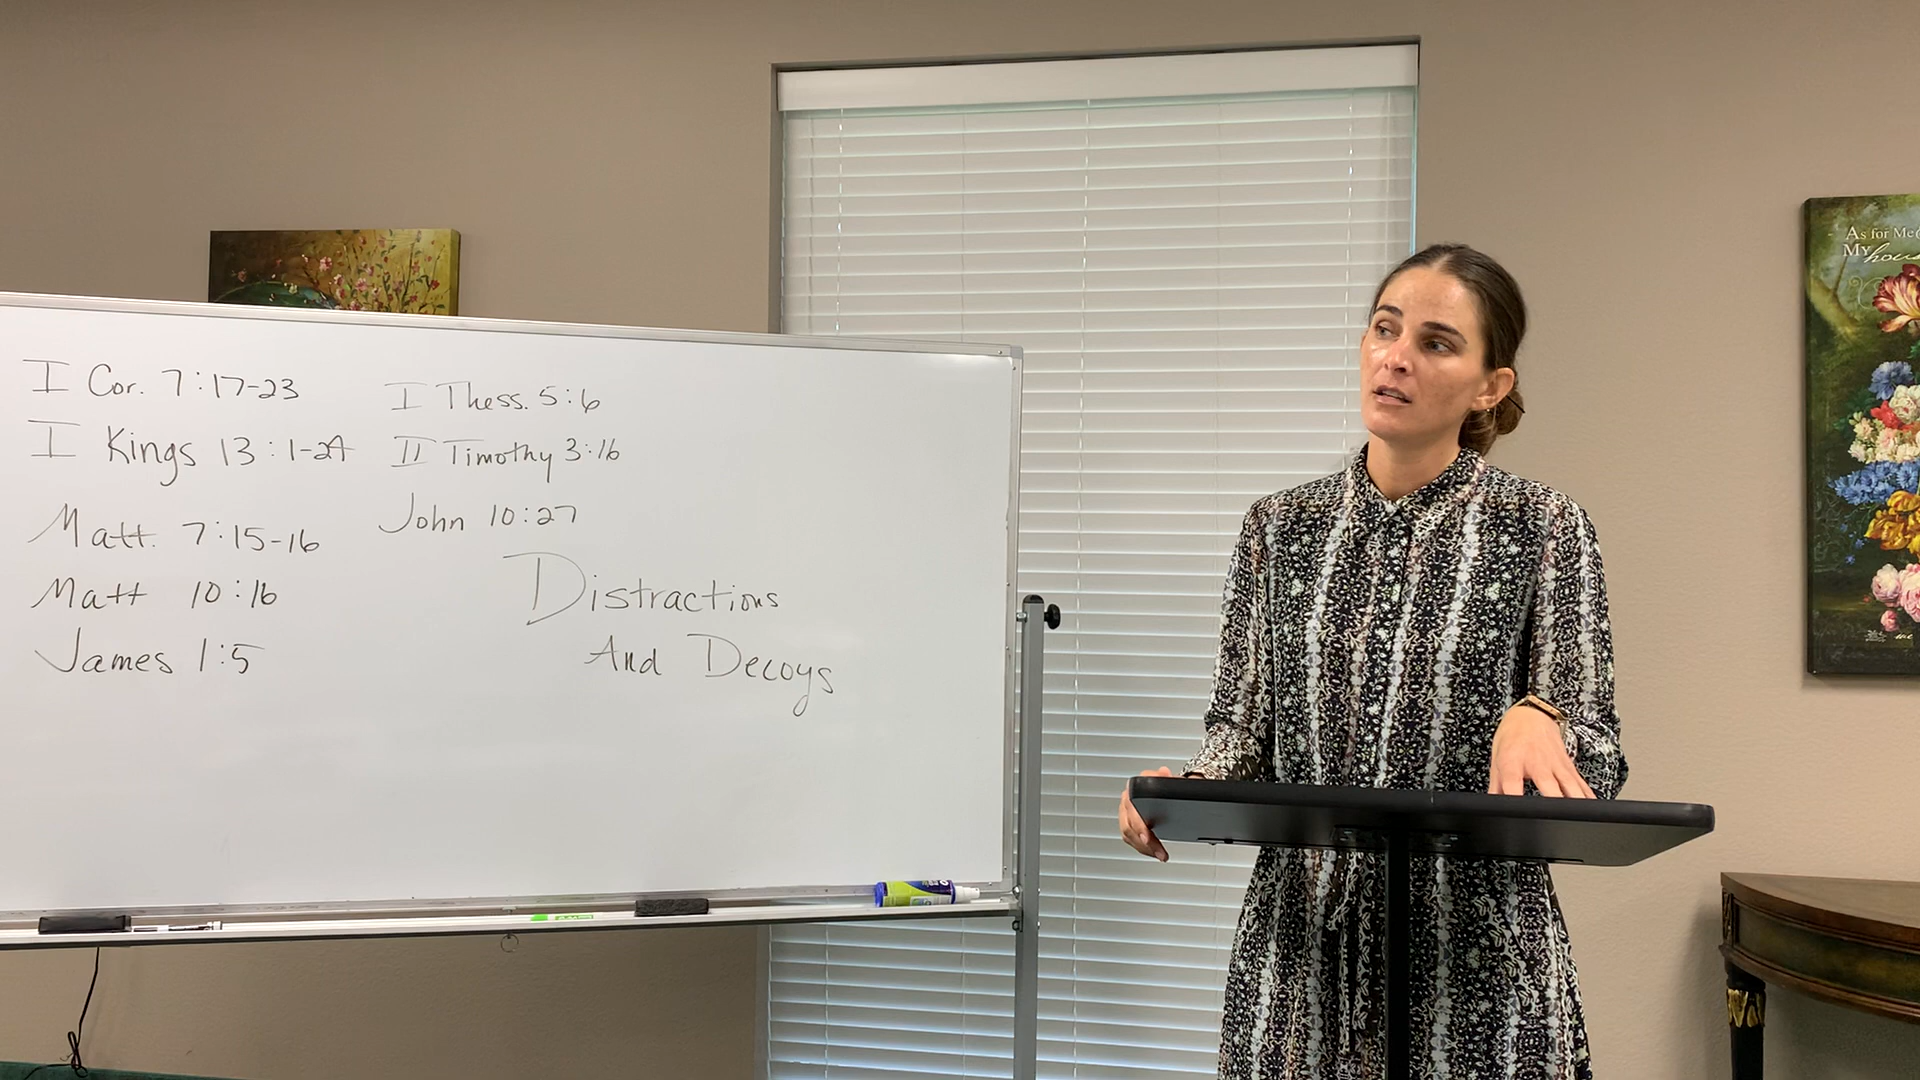 I Cor. 7:17-23
I Kings 13:1-24
Matt. 7:15-16
Matt 10:16
James 1:5
I Thess. 5:6
II Timothy 3:16
John 10:27
Distractions
And Decoys
As for Me
My hous